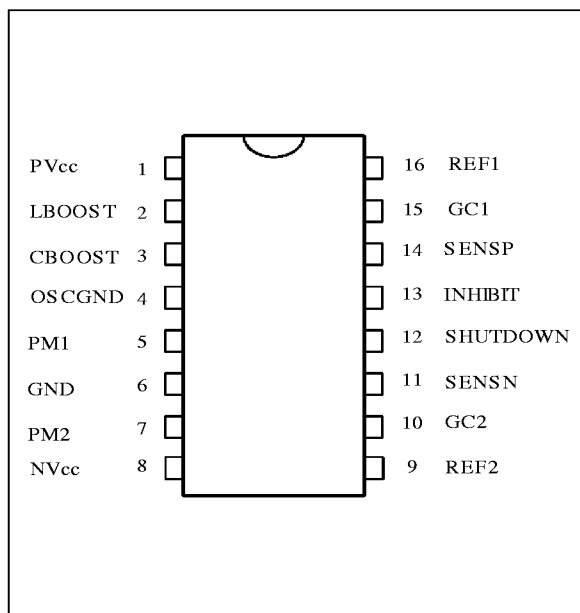 PVcc 1 16 REF1
LBOOST 2 15 GC1
CBOOST 3 14 SENSP
OSCGND 4 13 INHIBIT
PM1 5 12 SHUTDOWN
GND 6 11 SENSN
PM2 7 10 GC2
NVcc 8 9 REF2